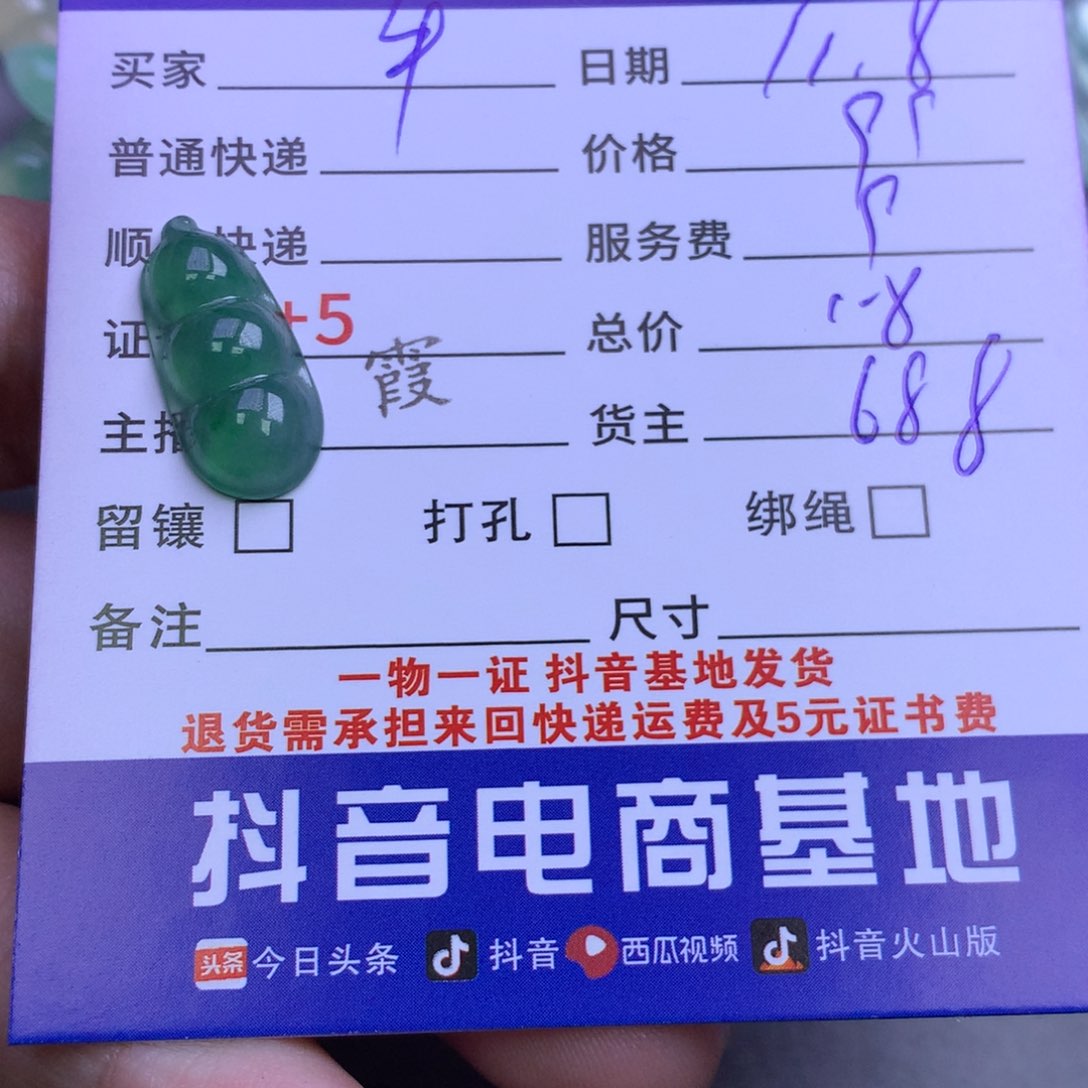 买家 日期 11.8
普通快递 价格
顺 快递 服务费
证 +5 霞 总价 1-8
主播 货主 688
留镶 打孔 绑绳
备注 尺寸
一物一证 抖音基地发货
退货需承担来回快递运费及5元证书费
抖音电商基地
头条 今日头条 抖音 西瓜视频 抖音火山版